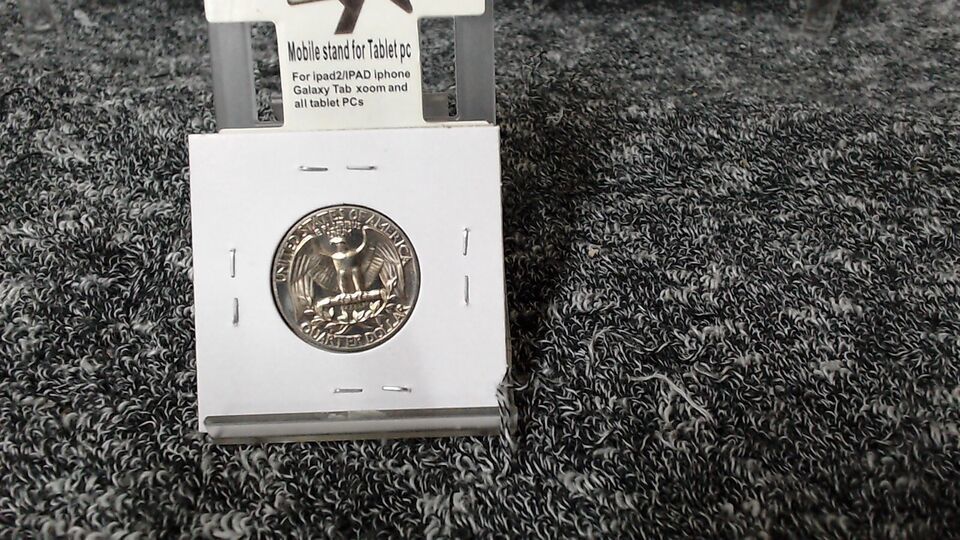 Mobile stand for Tablet pc
For ipad2/IPAD iphone
Galaxy Tab xoom and
all tablet PCs
UNITED STATES OF AMERICA
QUARTER DOLLAR